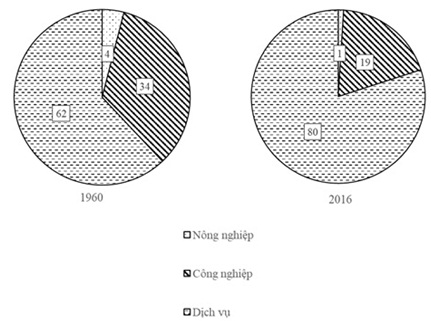 4
34
62
1960
1
19
80
2016
Nông nghiệp
Công nghiệp
Dịch vụ